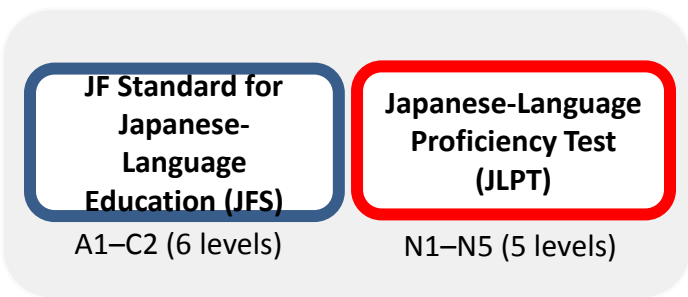 JF Standard for
Japanese-
Language
Education (JFS)
A1–C2 (6 levels)
Japanese-Language
Proficiency Test
(JLPT)
N1–N5 (5 levels)